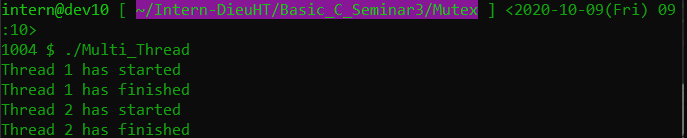 intern@dev10 [ ~/Intern-DieuHT/Basic_C_Seminar3/Mutex ] <2020-10-09(Fri) 09
:10>
1004 $ ./Multi_Thread
Thread 1 has started
Thread 1 has finished
Thread 2 has started
Thread 2 has finished